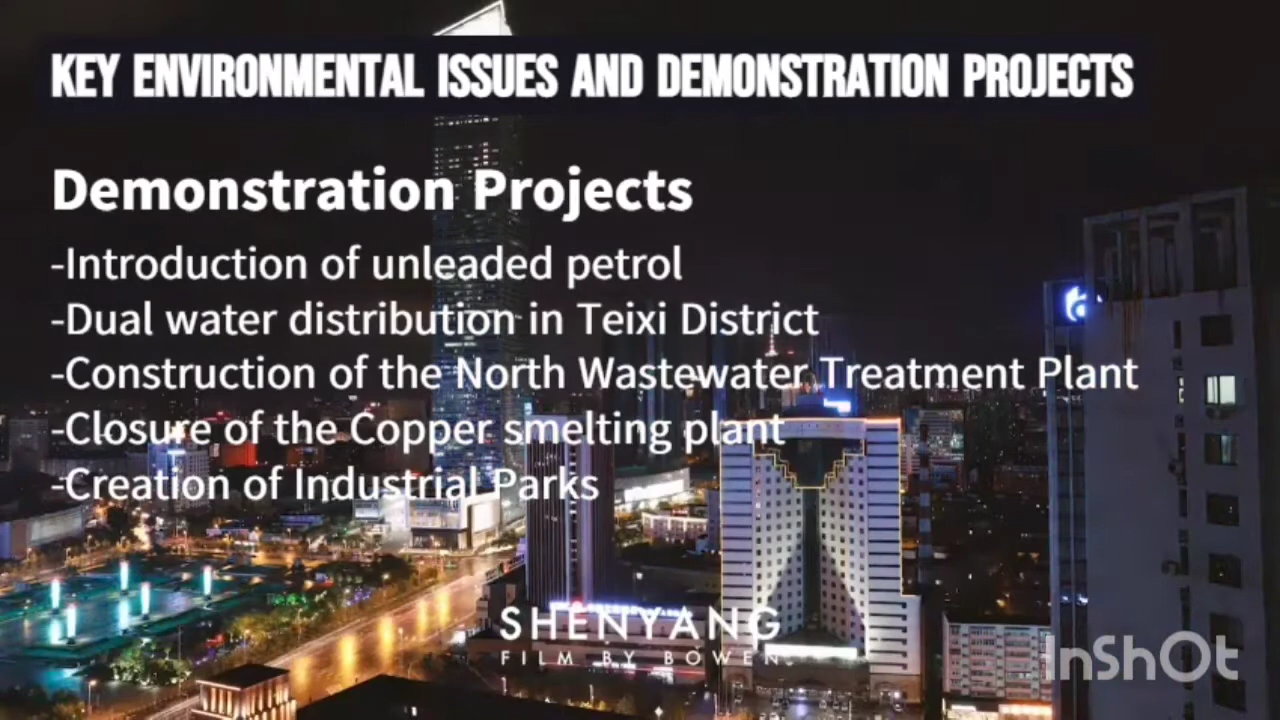 KEY ENVIRONMENTAL ISSUES AND DEMONSTRATION PROJECTS
Demonstration Projects
-Introduction of unleaded petrol
-Dual water distribution in Teixi District
-Construction of the North Wastewater Treatment Plant
-Closure of the Copper smelting plant
-Creation of Industrial Parks
SHENYANG
FILM BY BOWEN
InShOt